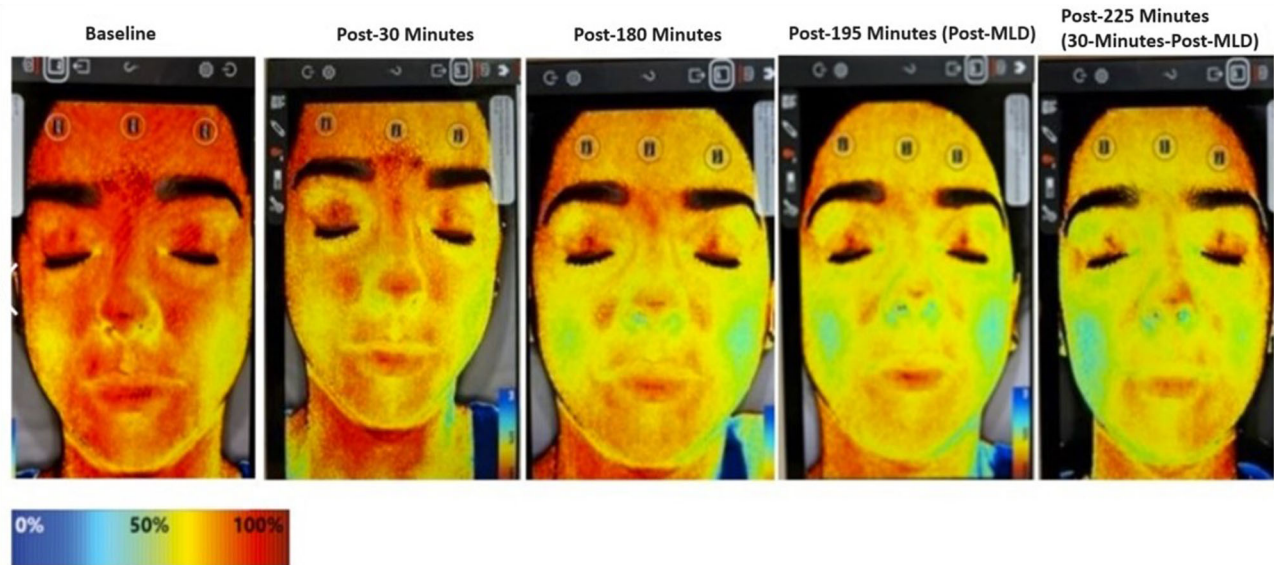 Baseline
Post-30 Minutes
Post-180 Minutes
Post-195 Minutes (Post-MLD)
Post-225 Minutes
(30-Minutes-Post-MLD)
0% 50% 100%